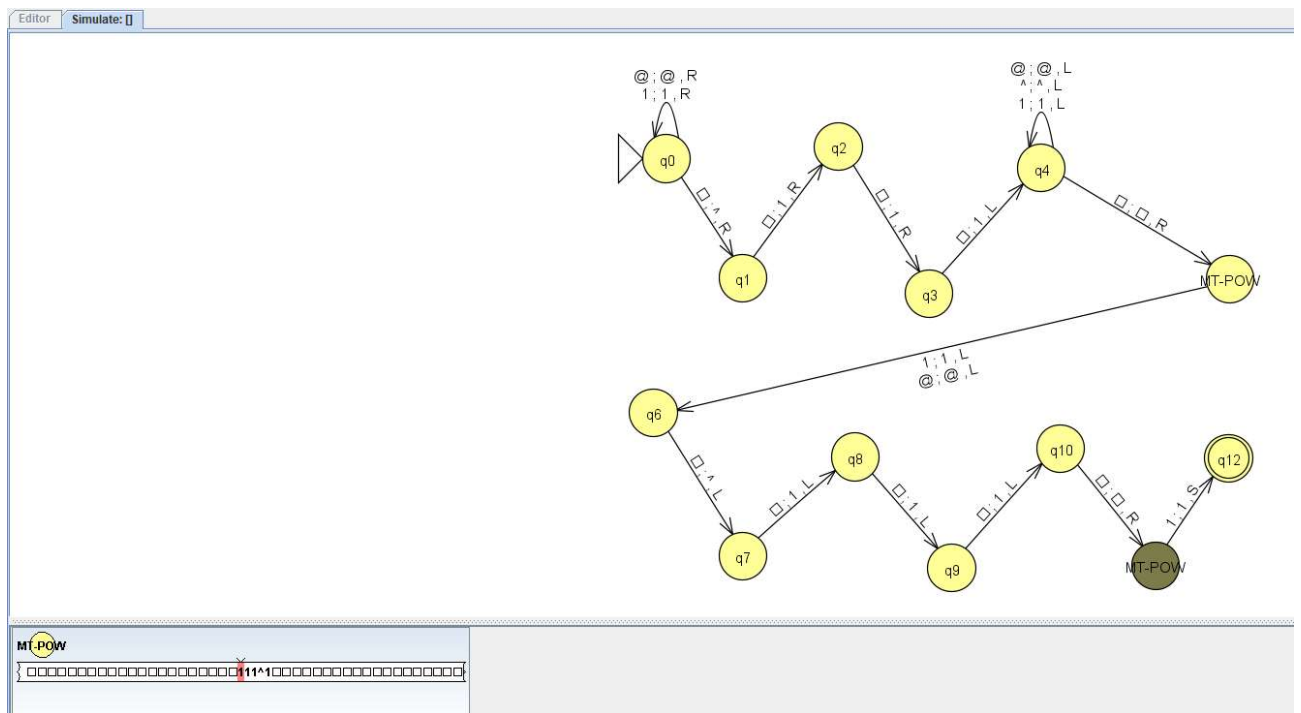 Editor
Simulate: []
@ ; @ , R
1 ; 1 , R
@ ; @ , L
^ ; ^ , L
1 ; 1 , L
q0
q2
q4
□ ; ^ , R
□ ; 1 , R
□ ; 1 , R
□ ; 1 , L
□ ; □ , R
q1
q3
MT-POW
1 ; 1 , L
@ ; @ , L
q6
q8
q10
q12
□ ; ^ , L
□ ; 1 , L
□ ; 1 , L
□ ; 1 , L
□ ; □ , R
1 ; 1 , S
q7
q9
MT-POW
MT-POW
□□□□□□□□□□□□□□□□□□□□□111^1□□□□□□□□□□□□□□□□□□□